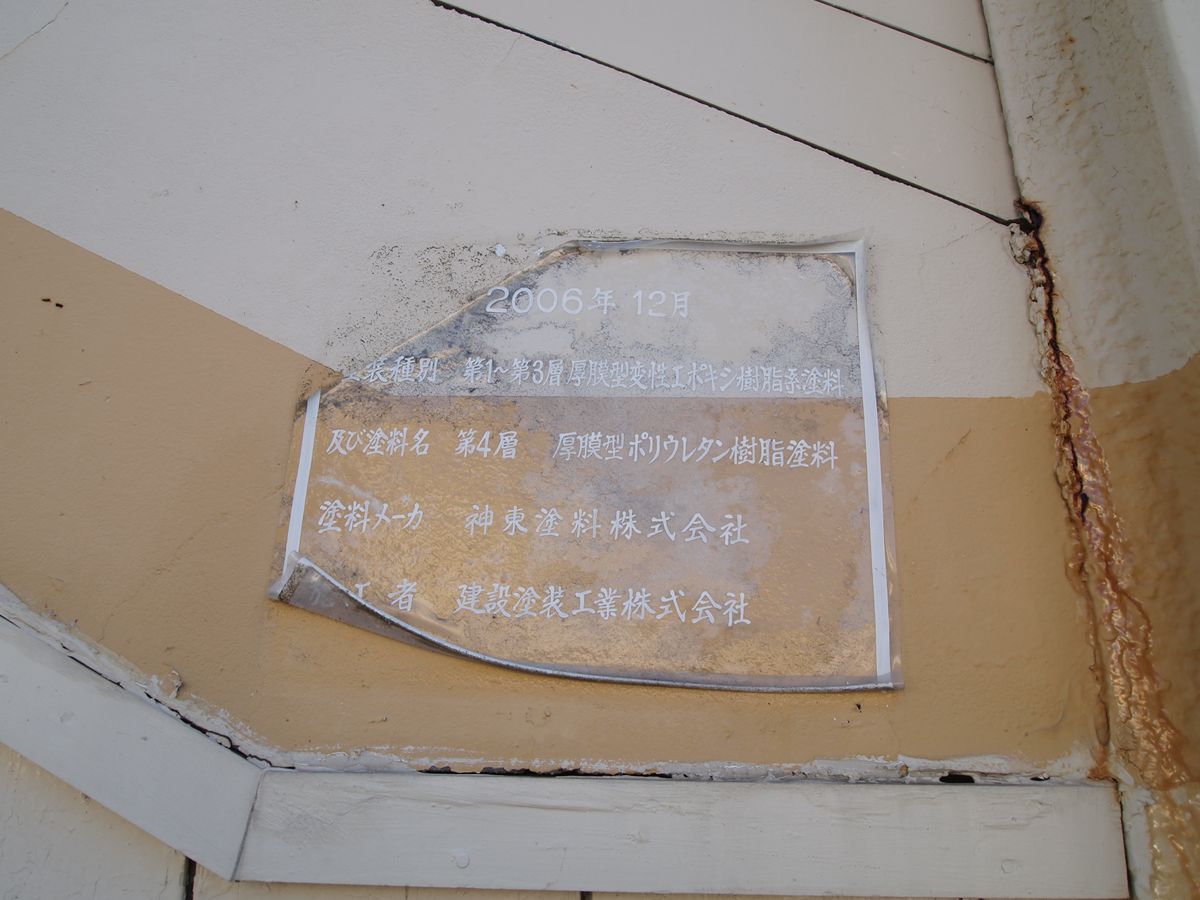 2006年 12月
装種別 第1~第3層 厚膜型変性エポキシ樹脂系塗料
及び塗料名 第4層 厚膜型ポリウレタン樹脂塗料
塗料メーカ 神東塗料株式会社
工者 建設塗装工業株式会社